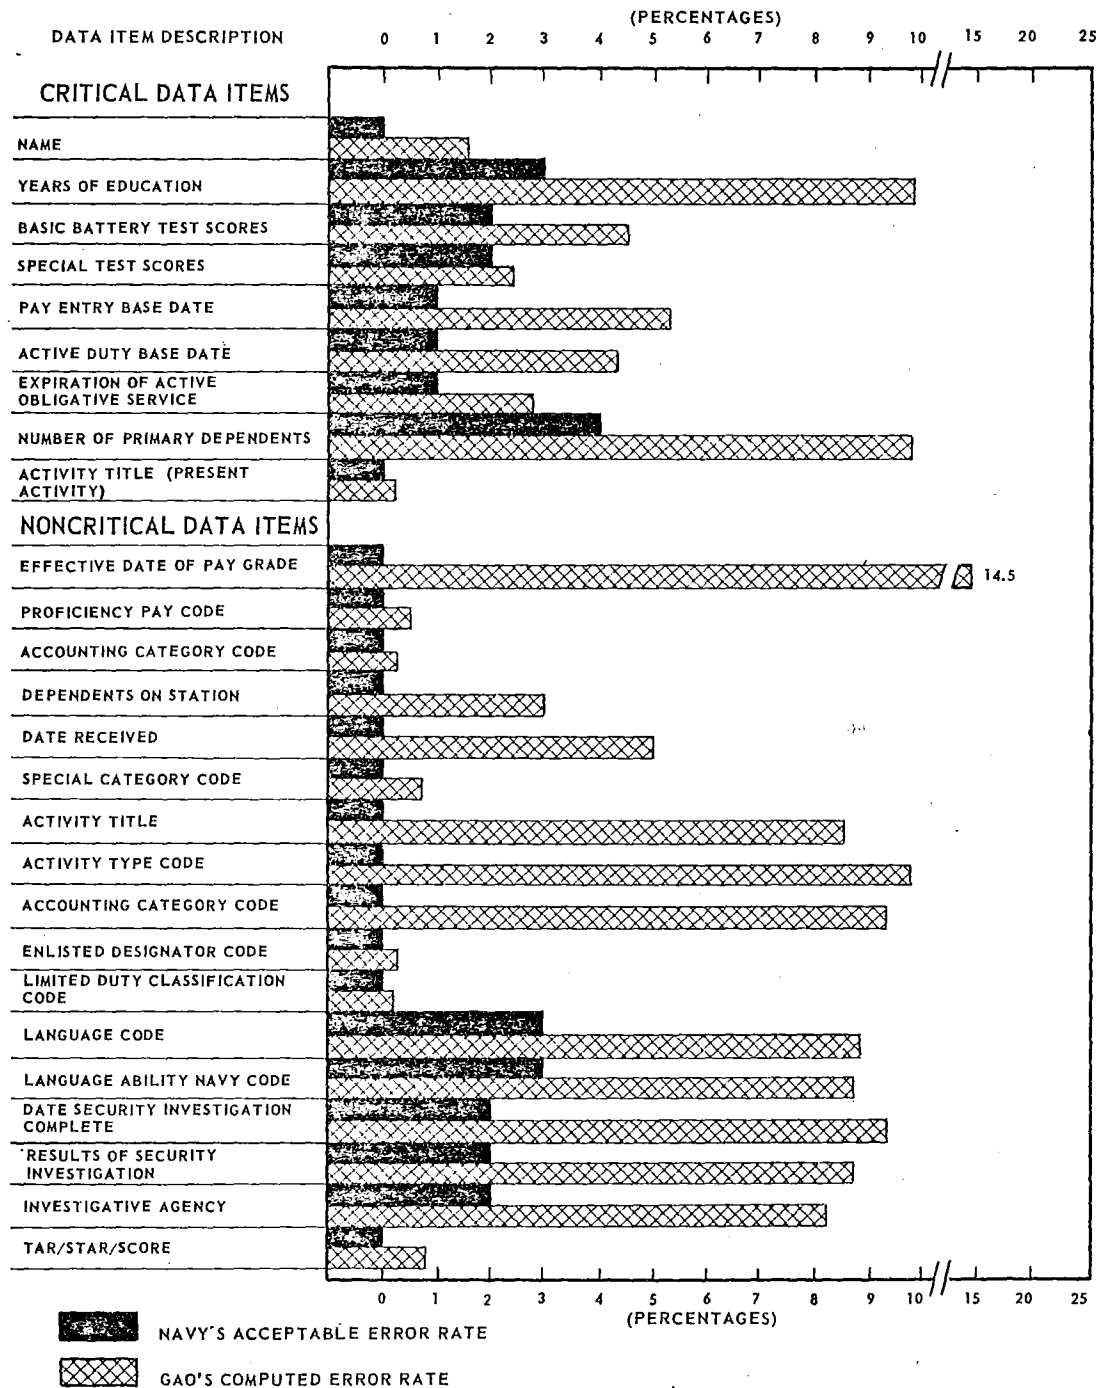 (PERCENTAGES)
DATA ITEM DESCRIPTION 0 1 2 3 4 5 6 7 8 9 10 15 20 25
CRITICAL DATA ITEMS
NAME
YEARS OF EDUCATION
BASIC BATTERY TEST SCORES
SPECIAL TEST SCORES
PAY ENTRY BASE DATE
ACTIVE DUTY BASE DATE
EXPIRATION OF ACTIVE
OBLIGATIVE SERVICE
NUMBER OF PRIMARY DEPENDENTS
ACTIVITY TITLE (PRESENT
ACTIVITY)
NONCRITICAL DATA ITEMS
EFFECTIVE DATE OF PAY GRADE
14.5
PROFICIENCY PAY CODE
ACCOUNTING CATEGORY CODE
DEPENDENTS ON STATION
DATE RECEIVED
SPECIAL CATEGORY CODE
ACTIVITY TITLE
ACTIVITY TYPE CODE
ACCOUNTING CATEGORY CODE
ENLISTED DESIGNATOR CODE
LIMITED DUTY CLASSIFICATION
CODE
LANGUAGE CODE
LANGUAGE ABILITY NAVY CODE
DATE SECURITY INVESTIGATION
COMPLETE
RESULTS OF SECURITY
INVESTIGATION
INVESTIGATIVE AGENCY
TAR/STAR/SCORE
0 1 2 3 4 5 6 7 8 9 10 15 20 25
(PERCENTAGES)
NAVY'S ACCEPTABLE ERROR RATE
GAO'S COMPUTED ERROR RATE